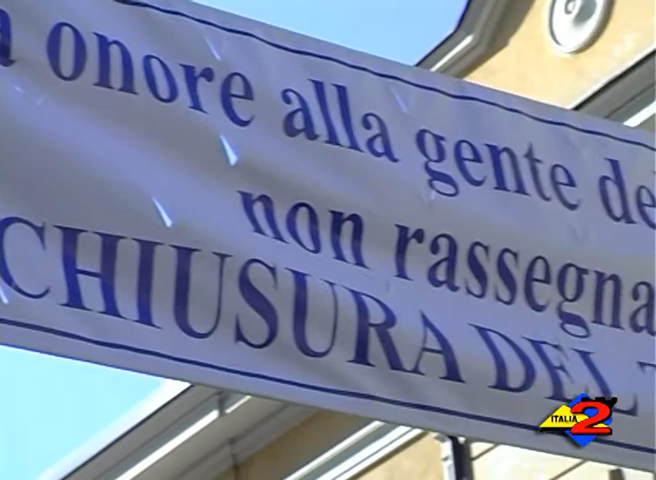 a onore alla gente de
non rassegna
CHIUSURA DEL
ITALIA 2